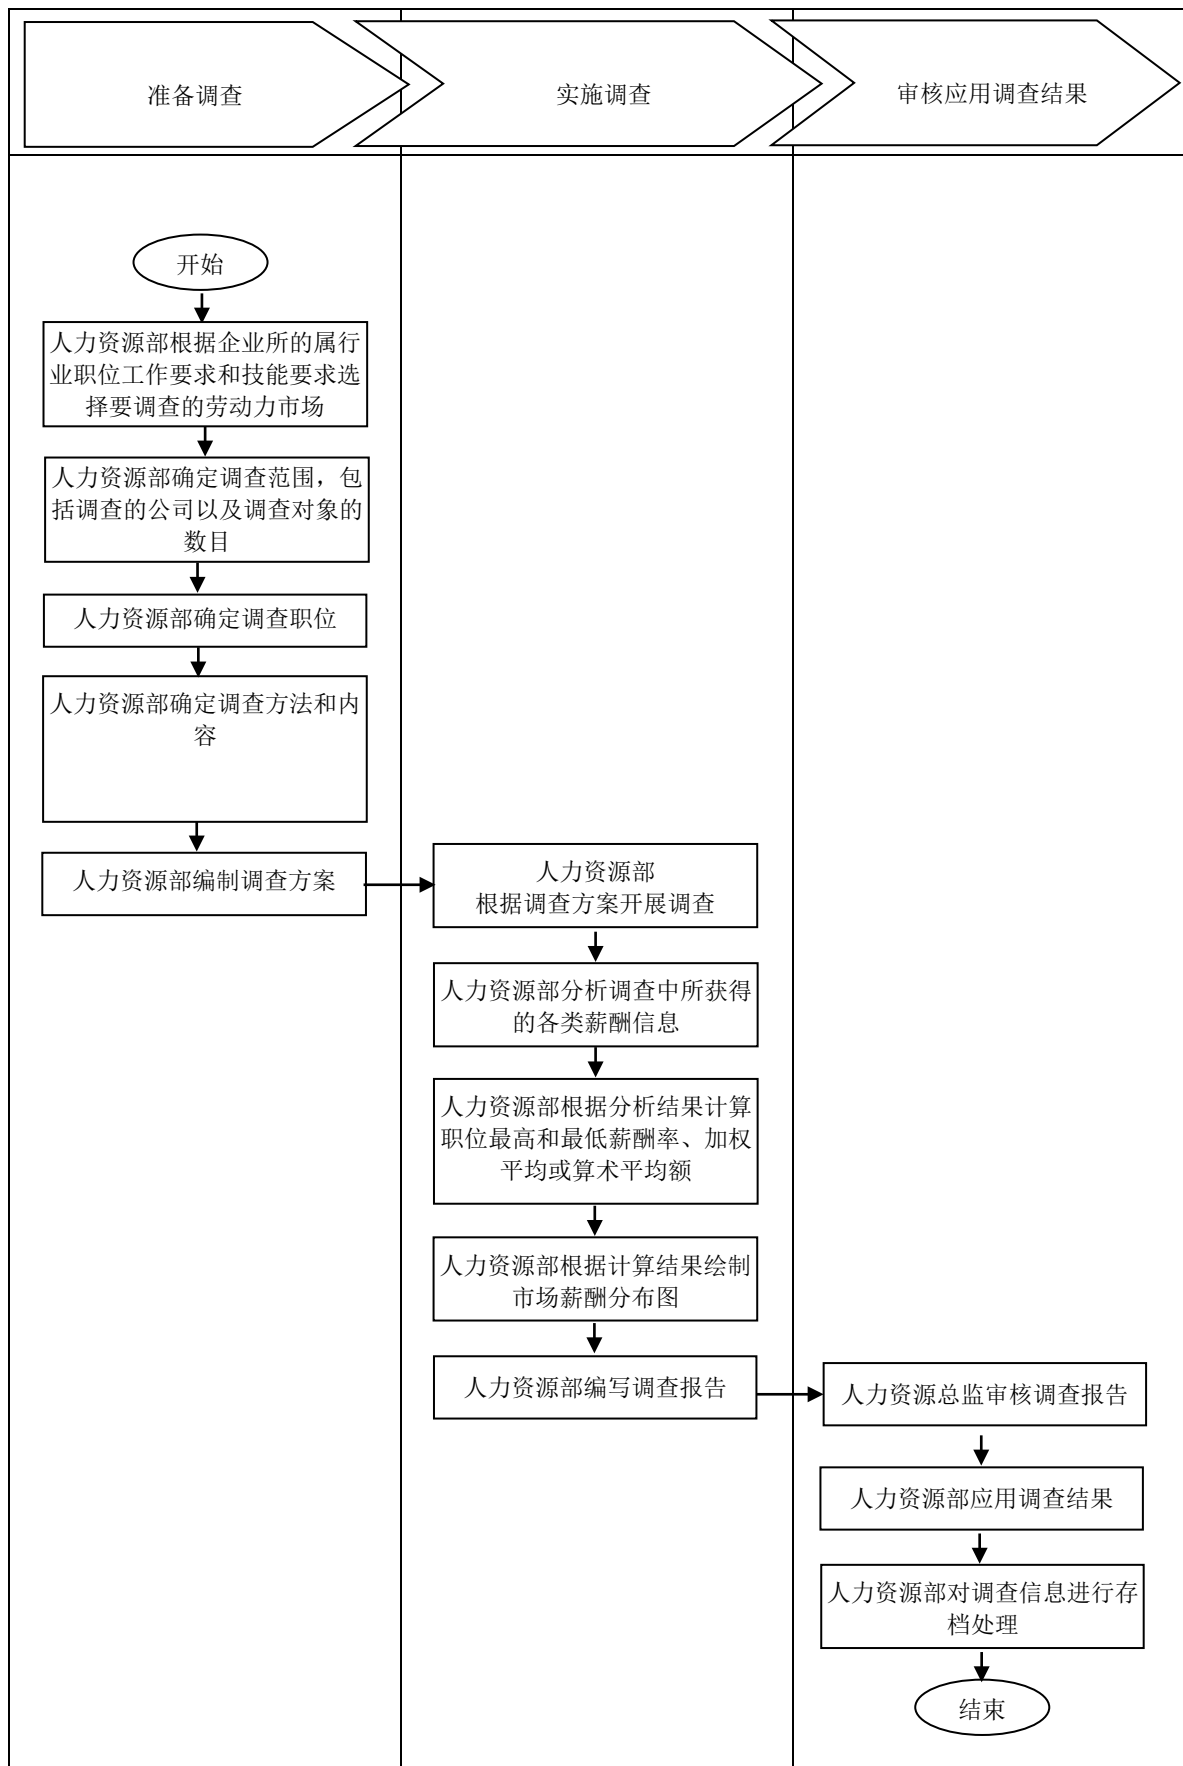 准备调查
实施调查
审核应用调查结果
开始
人力资源部根据企业所的属行
业职位工作要求和技能要求选
择要调查的劳动力市场
人力资源部确定调查范围，包
括调查的公司以及调查对象的
数目
人力资源部确定调查职位
人力资源部确定调查方法和内
容
人力资源部编制调查方案
人力资源部
根据调查方案开展调查
人力资源部分析调查中所获得
的各类薪酬信息
人力资源部根据分析结果计算
职位最高和最低薪酬率、加权
平均或算术平均额
人力资源部根据计算结果绘制
市场薪酬分布图
人力资源部编写调查报告
人力资源总监审核调查报告
人力资源部应用调查结果
人力资源部对调查信息进行存
档处理
结束